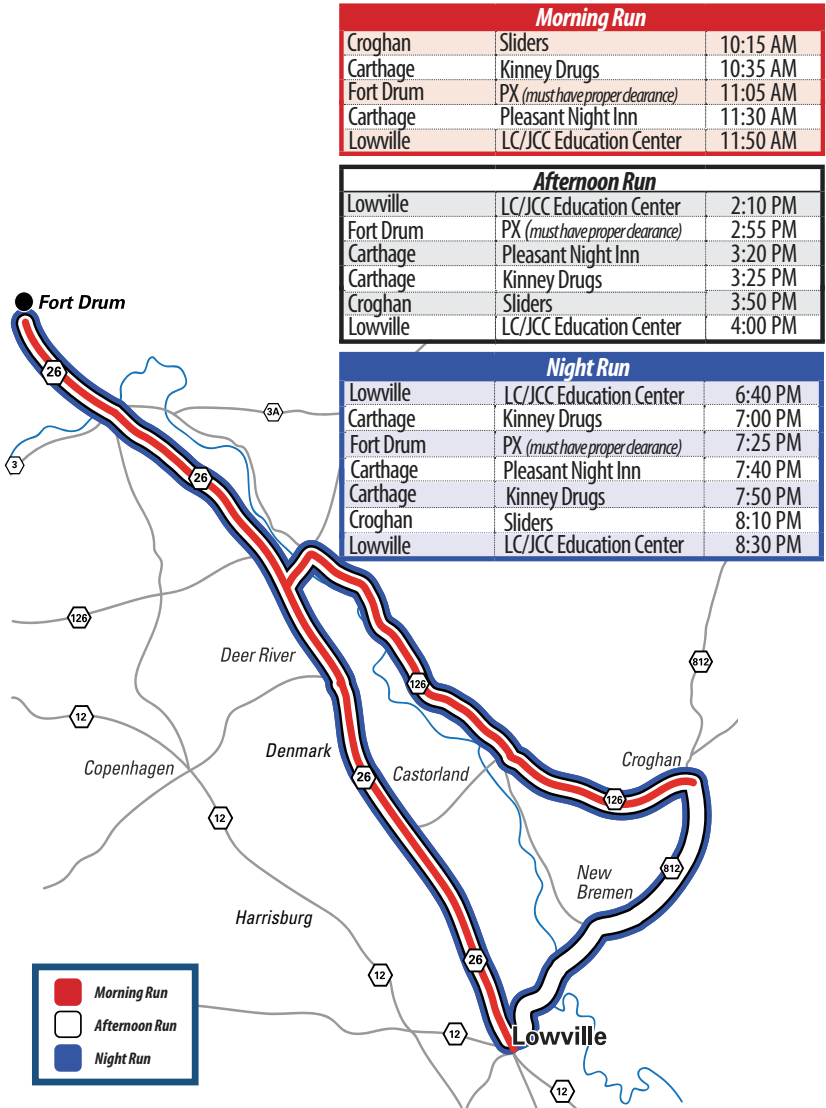 Morning Run
Croghan Sliders 10:15 AM
Carthage Kinney Drugs 10:35 AM
Fort Drum PX (must have proper clearance) 11:05 AM
Carthage Pleasant Night Inn 11:30 AM
Lowville LC/JCC Education Center 11:50 AM
Afternoon Run
Lowville LC/JCC Education Center 2:10 PM
Fort Drum PX (must have proper clearance) 2:55 PM
Carthage Pleasant Night Inn 3:20 PM
Carthage Kinney Drugs 3:25 PM
Croghan Sliders 3:50 PM
Lowville LC/JCC Education Center 4:00 PM
Night Run
Lowville LC/JCC Education Center 6:40 PM
Carthage Kinney Drugs 7:00 PM
Fort Drum PX (must have proper clearance) 7:25 PM
Carthage Pleasant Night Inn 7:40 PM
Carthage Kinney Drugs 7:50 PM
Croghan Sliders 8:10 PM
Lowville LC/JCC Education Center 8:30 PM
Fort Drum
26
3A
3
26
126
Deer River
812
126
12
Denmark
Croghan
Copenhagen
26
Castorland
126
12
812
New
Bremen
Harrisburg
26
12
Morning Run
Afternoon Run
Night Run
12
Lowville
12